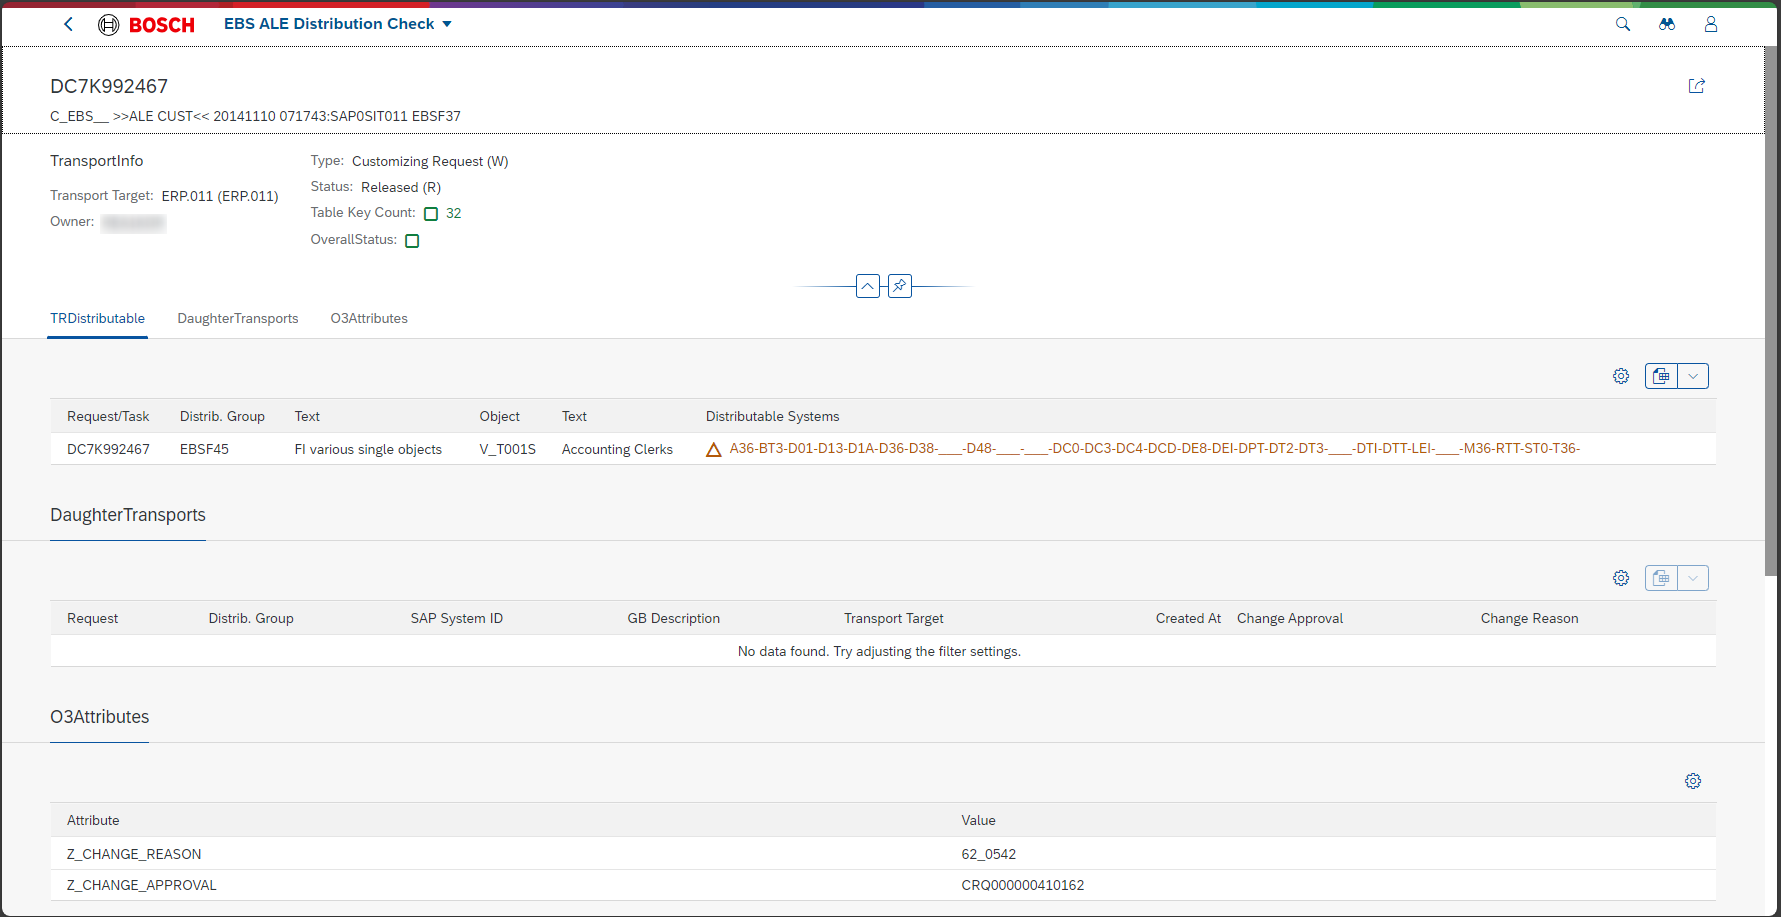 BOSCH EBS ALE Distribution Check
DC7K992467
C_EBS__ >>ALE CUST<< 20141110 071743:SAP0SIT011 EBSF37
TransportInfo
Transport Target: ERP.011 (ERP.011)
Owner:
Type: Customizing Request (W)
Status: Released (R)
Table Key Count: 32
OverallStatus:
TRDistributable DaughterTransports O3Attributes
Request/Task Distrib. Group Text Object Text Distributable Systems
DC7K992467 EBSF45 FI various single objects V_T001S Accounting Clerks A36-BT3-D01-D13-D1A-D36-D38-___-D48-___-___-DC0-DC3-DC4-DCD-DE8-DEI-DPT-DT2-DT3-___-DTI-DTT-LEI-___-M36-RTT-ST0-T36-
DaughterTransports
Request Distrib. Group SAP System ID GB Description Transport Target Created At Change Approval Change Reason
No data found. Try adjusting the filter settings.
O3Attributes
Attribute Value
Z_CHANGE_REASON 62_0542
Z_CHANGE_APPROVAL CRQ000000410162